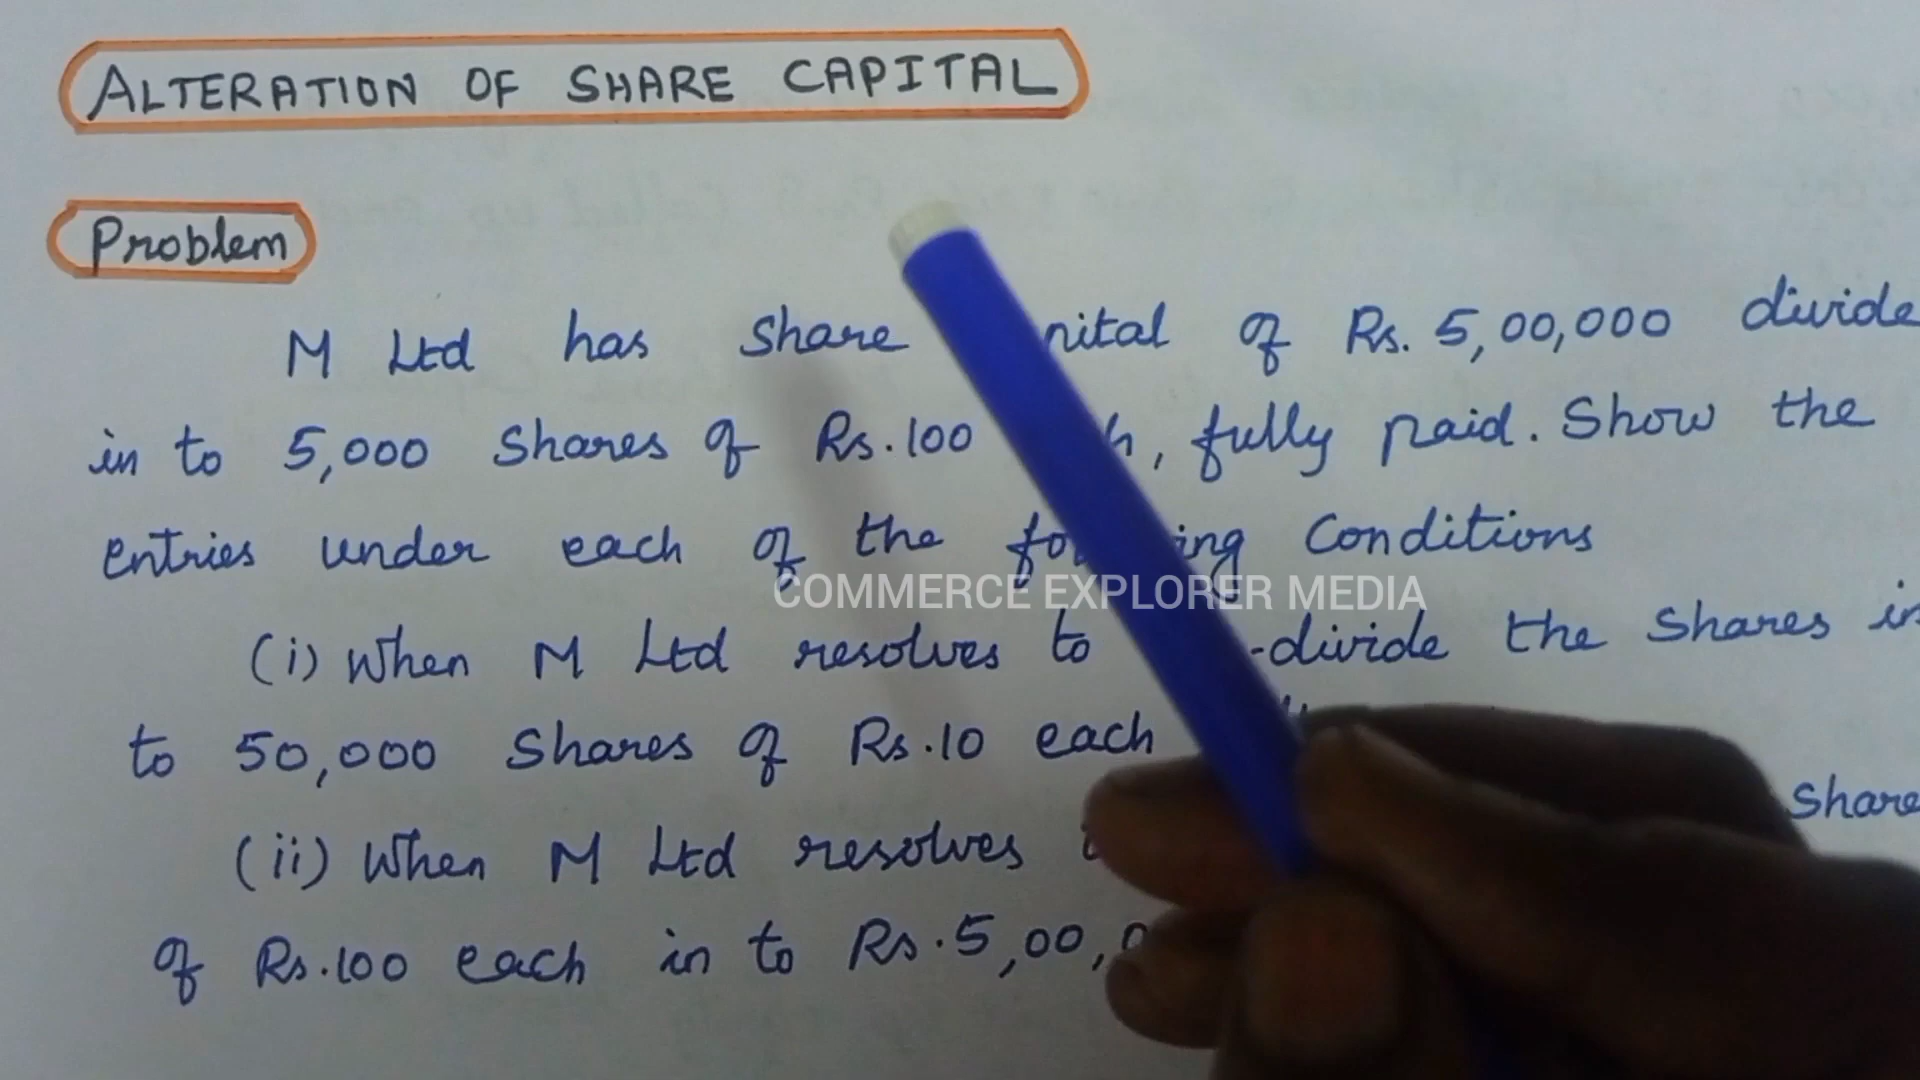 ALTERATION OF SHARE CAPITAL
Problem
M Ltd has Share of Rs. 5,00,000 divide
in to 5,000 Shares of Rs.100 , fully paid. Show the
entries under each of the Conditions
COMMERCE EXPLORER MEDIA
(i) When M Ltd resolves to -divide the Shares in
to 50,000 Shares of Rs.10 each
(ii) When M Ltd resolves Share
of Rs.100 each in to Rs.5,00,